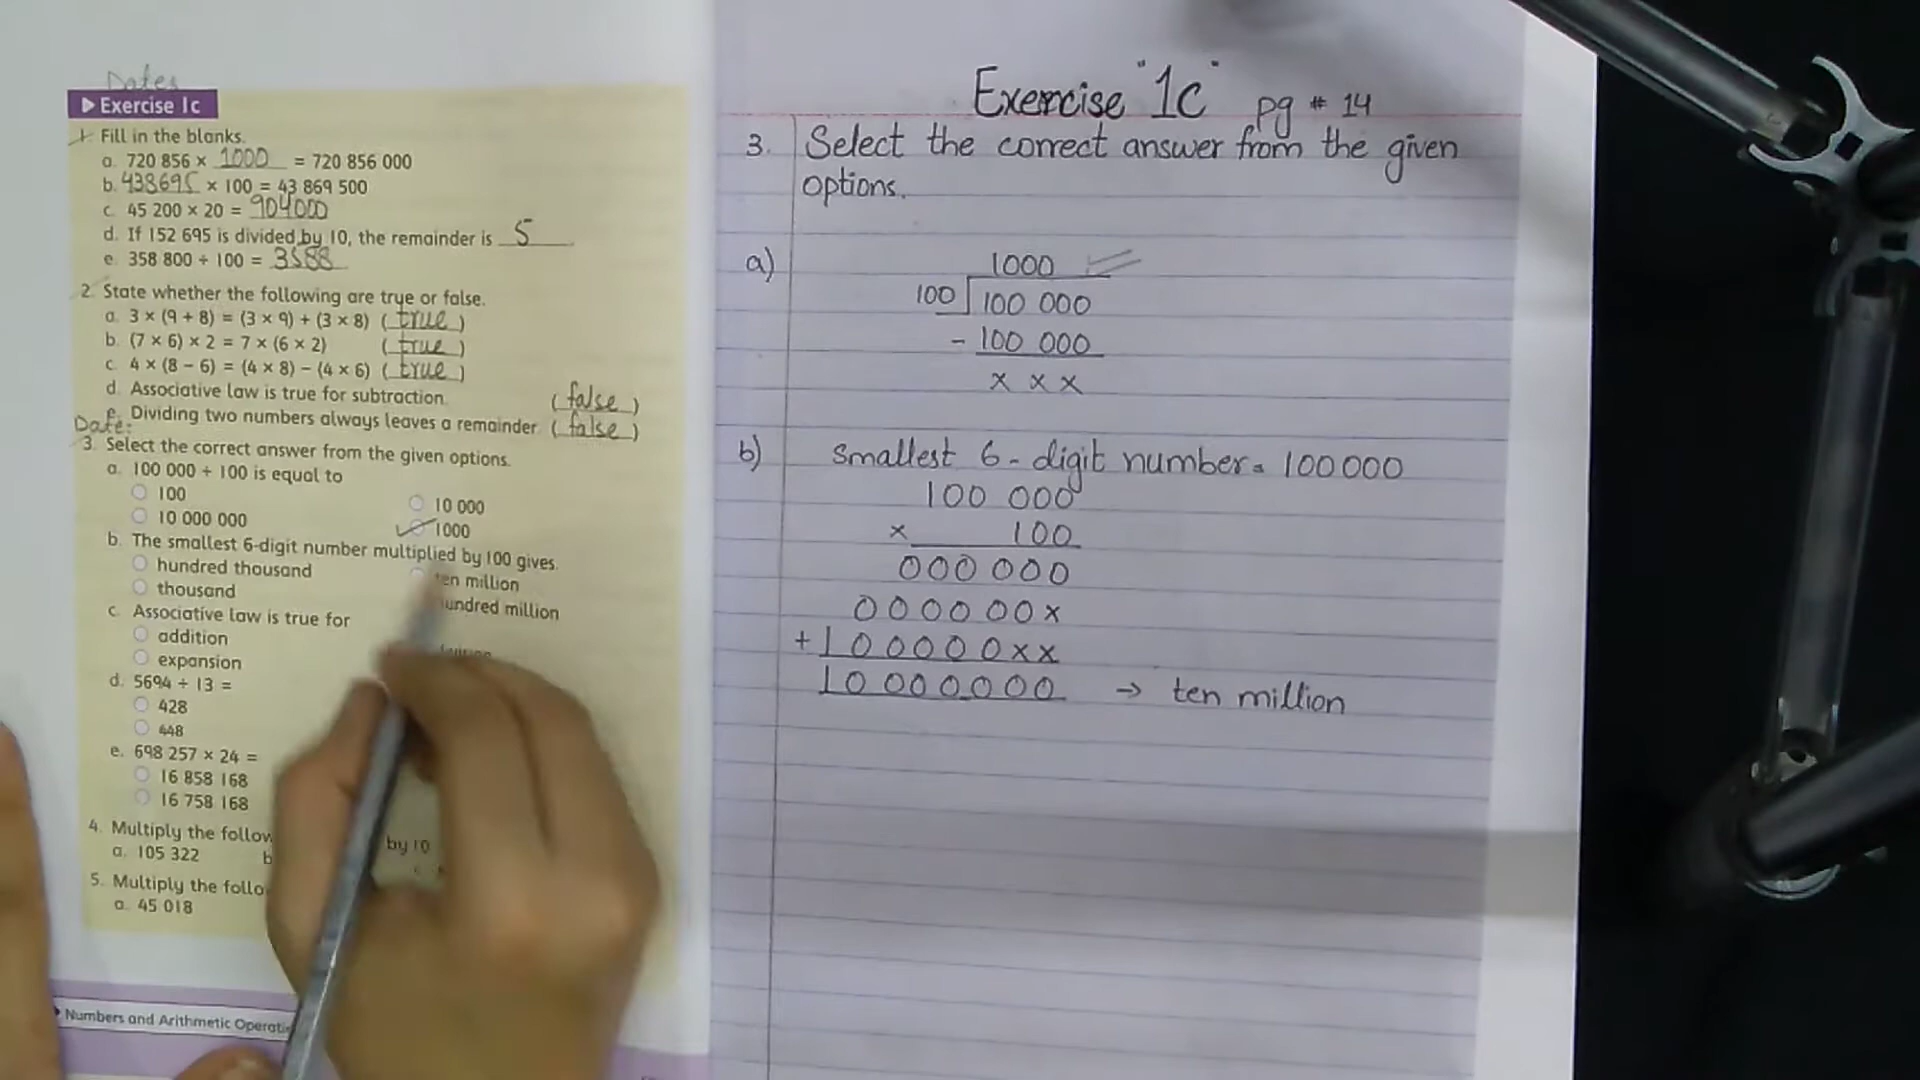 Dates
Exercise 1c
1. Fill in the blanks.
a. 720 856 × 1000 = 720 856 000
b. 438695 × 100 = 43 869 500
c. 45 200 × 20 = 904000
d. If 152 695 is divided by 10, the remainder is 5
e. 358 800 ÷ 100 = 3588
2. State whether the following are true or false.
a. 3 × (9 + 8) = (3 × 9) + (3 × 8) (true)
b. (7 × 6) × 2 = 7 × (6 × 2) (true)
c. 4 × (8 − 6) = (4 × 8) − (4 × 6) (true)
d. Associative law is true for subtraction. (false)
e. Dividing two numbers always leaves a remainder. (false)
Date:
3. Select the correct answer from the given options.
a. 100 000 ÷ 100 is equal to
100 10 000
10 000 000 1000
b. The smallest 6-digit number multiplied by 100 gives.
hundred thousand ten million
thousand hundred million
c. Associative law is true for
addition
expansion
d. 5694 ÷ 13 =
428
448
e. 698 257 × 24 =
16 858 168
16 758 168
4. Multiply the by 10
a. 105 322 b
5. Multiply the
a. 45 018
Numbers and Arithmetic
Exercise "1c" pg # 14
3. Select the correct answer from the given
options.
a) 1000
100 100 000
- 100 000
x x x
b) smallest 6-digit number = 100000
100 000
× 100
000 000
000000x
+100000xx
10000000 → ten million